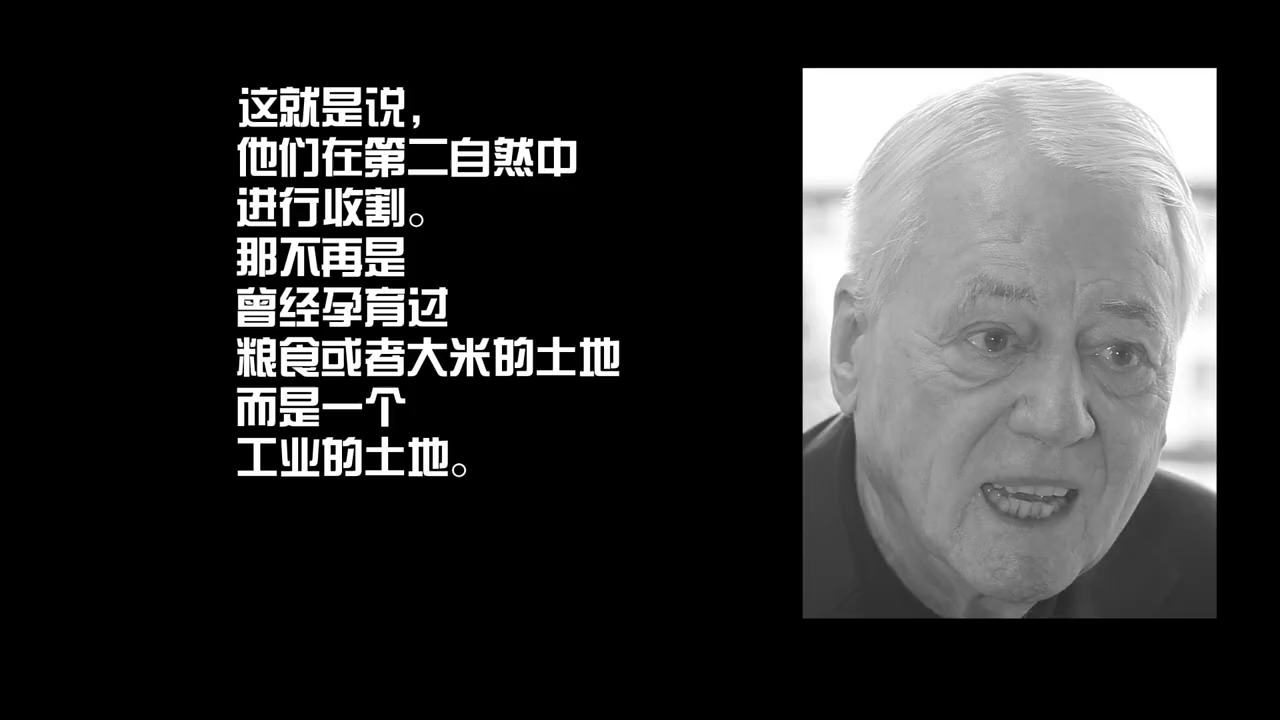 这就是说，
他们在第二自然中
进行收割。
那不再是
曾经孕育过
粮食或者大米的土地
而是一个
工业的土地。